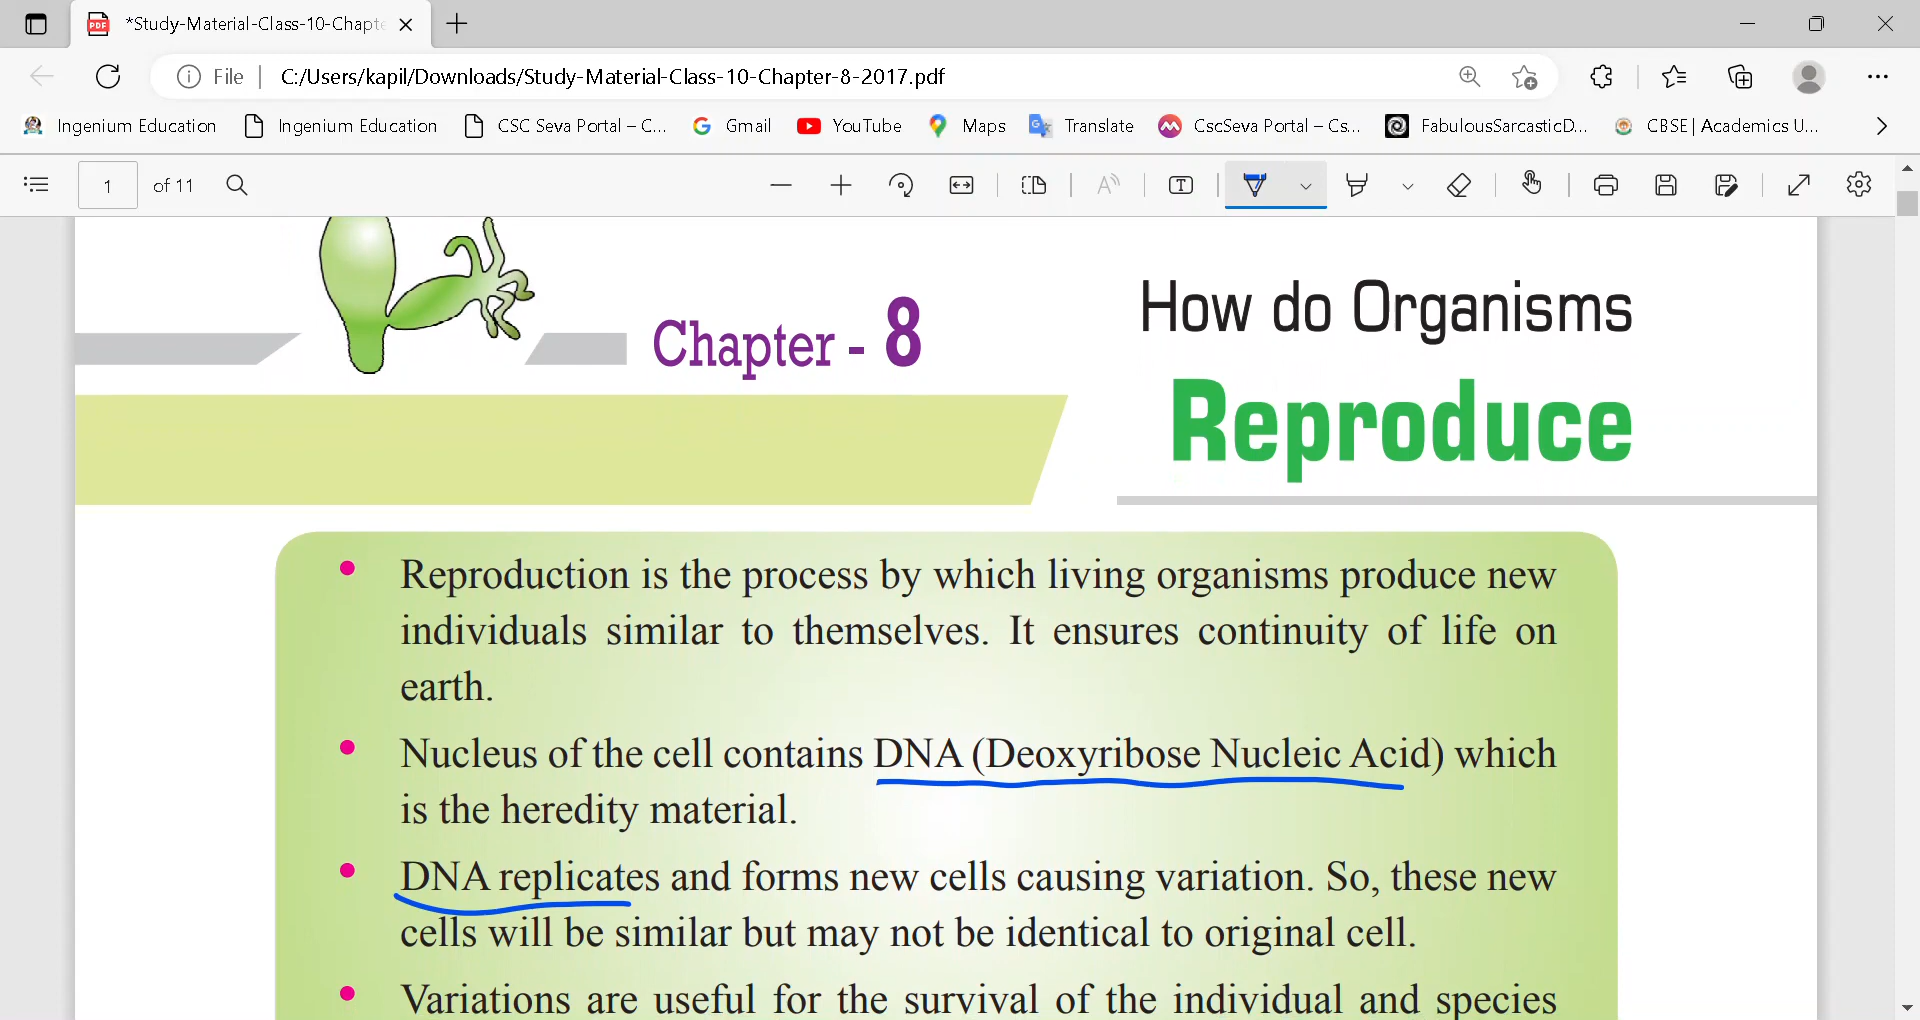 *Study-Material-Class-10-Chapte
File
C:/Users/kapil/Downloads/Study-Material-Class-10-Chapter-8-2017.pdf
Ingenium Education
Ingenium Education
CSC Seva Portal – C...
Gmail
YouTube
Maps
Translate
CscSeva Portal – Cs...
FabulousSarcasticD...
CBSE | Academics U...
1 of 11
Chapter - 8
How do Organisms
Reproduce
• Reproduction is the process by which living organisms produce new
individuals similar to themselves. It ensures continuity of life on
earth.
• Nucleus of the cell contains DNA (Deoxyribose Nucleic Acid) which
is the heredity material.
• DNA replicates and forms new cells causing variation. So, these new
cells will be similar but may not be identical to original cell.
• Variations are useful for the survival of the individual and species